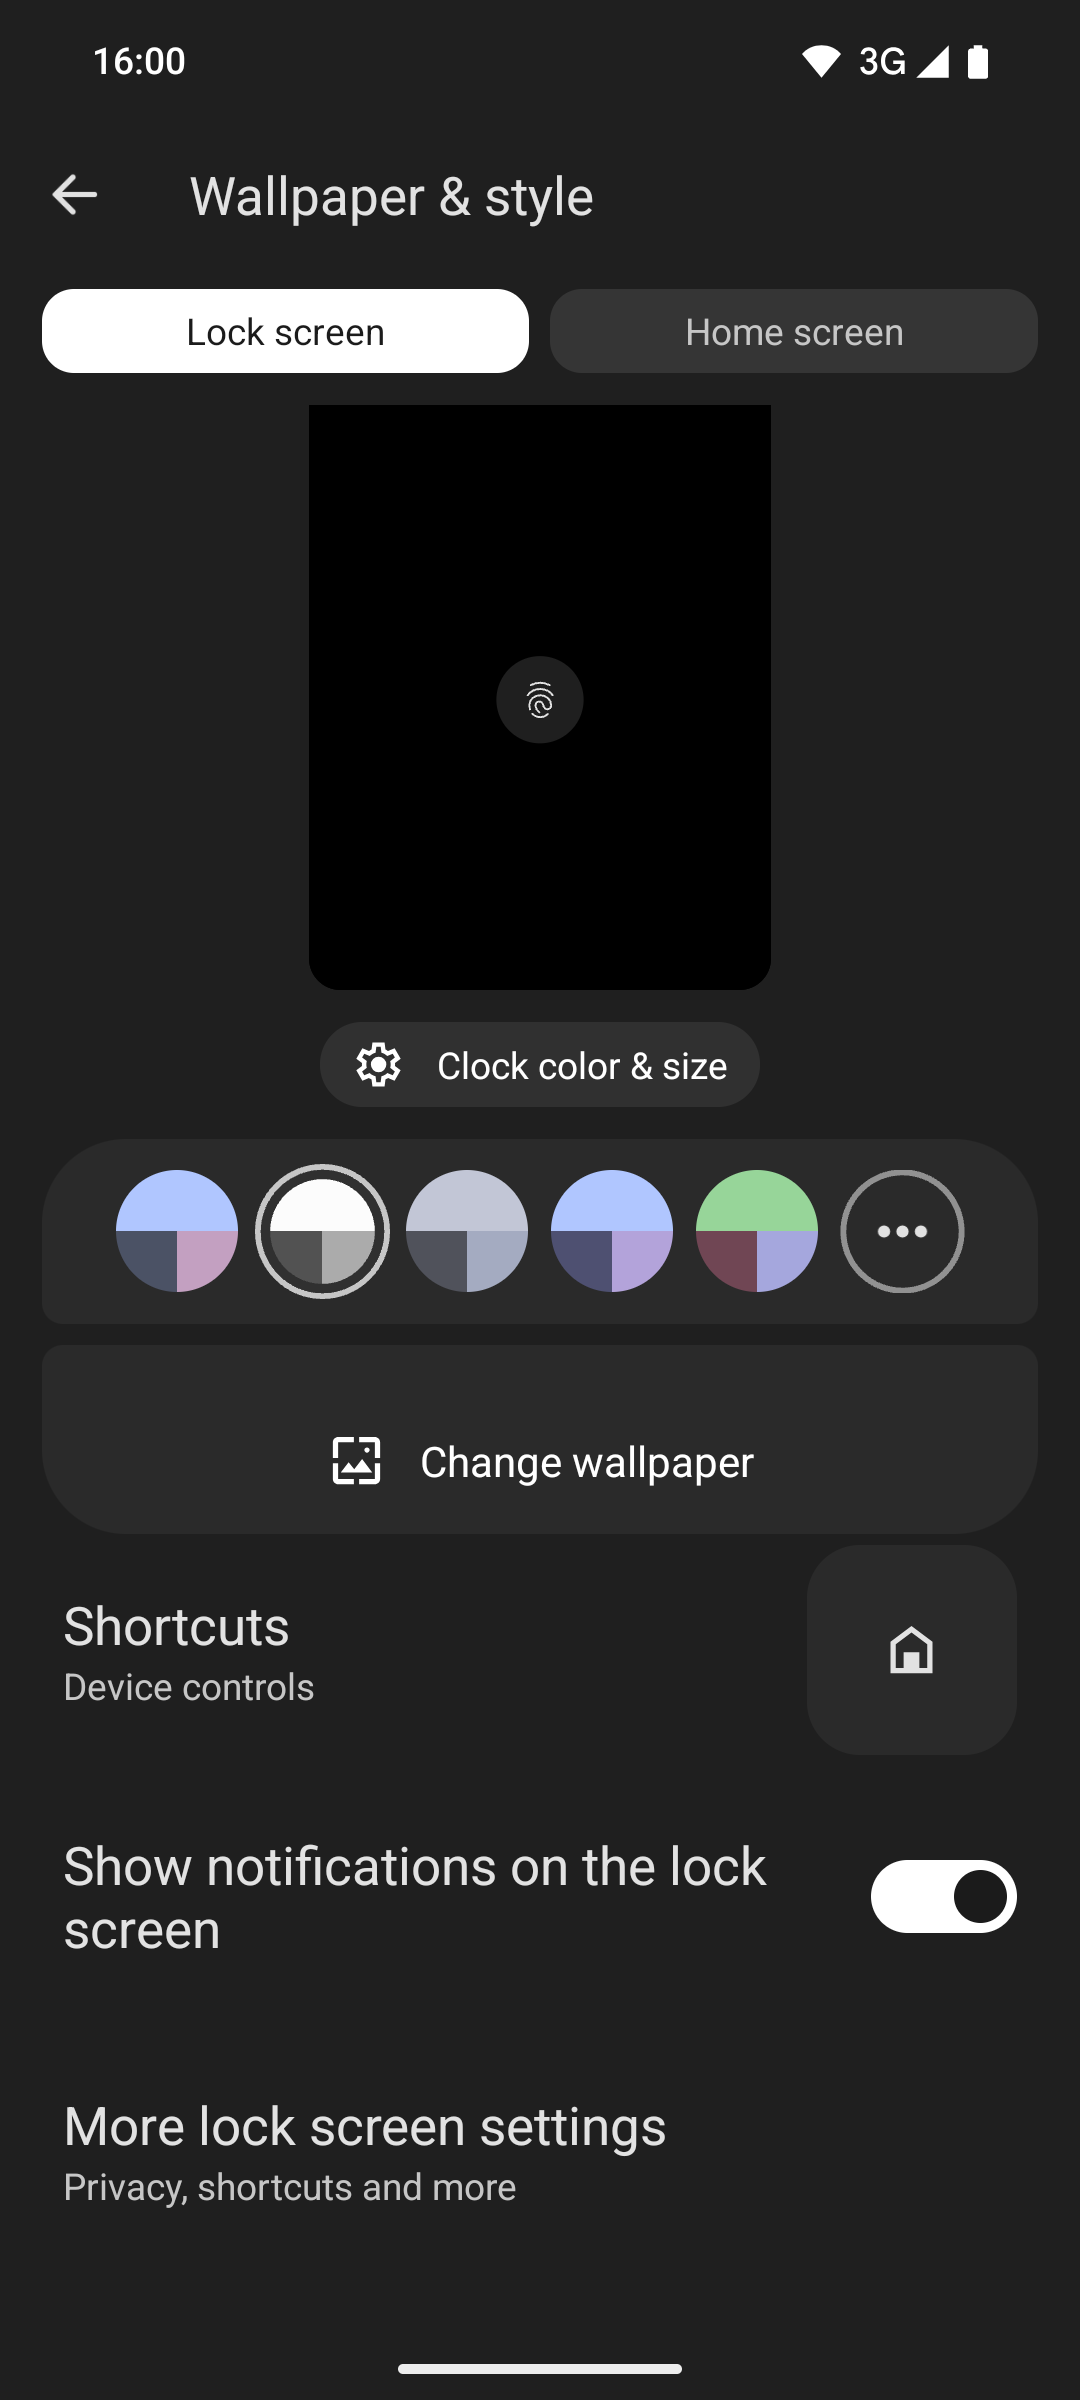 16:00
3G
Wallpaper & style
Lock screen
Home screen
Clock color & size
Change wallpaper
Shortcuts
Device controls
Show notifications on the lock
screen
More lock screen settings
Privacy, shortcuts and more